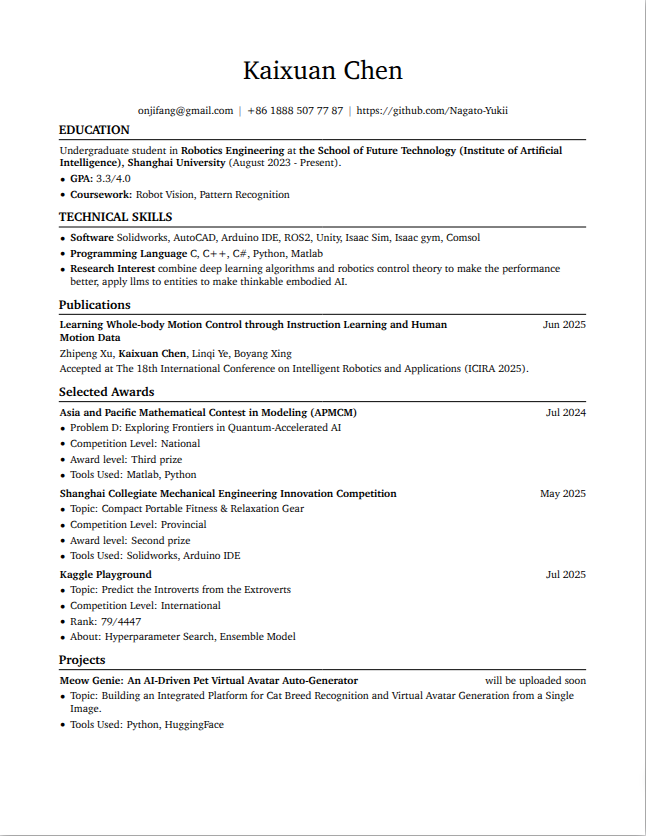 Kaixuan Chen
onjifang@gmail.com | +86 1888 507 77 87 | https://github.com/Nagato-Yukii
EDUCATION
Undergraduate student in Robotics Engineering at the School of Future Technology (Institute of Artificial
Intelligence), Shanghai University (August 2023 - Present).
• GPA: 3.3/4.0
• Coursework: Robot Vision, Pattern Recognition
TECHNICAL SKILLS
• Software Solidworks, AutoCAD, Arduino IDE, ROS2, Unity, Isaac Sim, Isaac gym, Comsol
• Programming Language C, C++, C#, Python, Matlab
• Research Interest combine deep learning algorithms and robotics control theory to make the performance
better, apply llms to entities to make thinkable embodied AI.
Publications
Learning Whole-body Motion Control through Instruction Learning and Human Jun 2025
Motion Data
Zhipeng Xu, Kaixuan Chen, Linqi Ye, Boyang Xing
Accepted at The 18th International Conference on Intelligent Robotics and Applications (ICIRA 2025).
Selected Awards
Asia and Pacific Mathematical Contest in Modeling (APMCM) Jul 2024
• Problem D: Exploring Frontiers in Quantum-Accelerated AI
• Competition Level: National
• Award level: Third prize
• Tools Used: Matlab, Python
Shanghai Collegiate Mechanical Engineering Innovation Competition May 2025
• Topic: Compact Portable Fitness & Relaxation Gear
• Competition Level: Provincial
• Award level: Second prize
• Tools Used: Solidworks, Arduino IDE
Kaggle Playground Jul 2025
• Topic: Predict the Introverts from the Extroverts
• Competition Level: International
• Rank: 79/4447
• About: Hyperparameter Search, Ensemble Model
Projects
Meow Genie: An AI-Driven Pet Virtual Avatar Auto-Generator will be uploaded soon
• Topic: Building an Integrated Platform for Cat Breed Recognition and Virtual Avatar Generation from a Single
Image.
• Tools Used: Python, HuggingFace